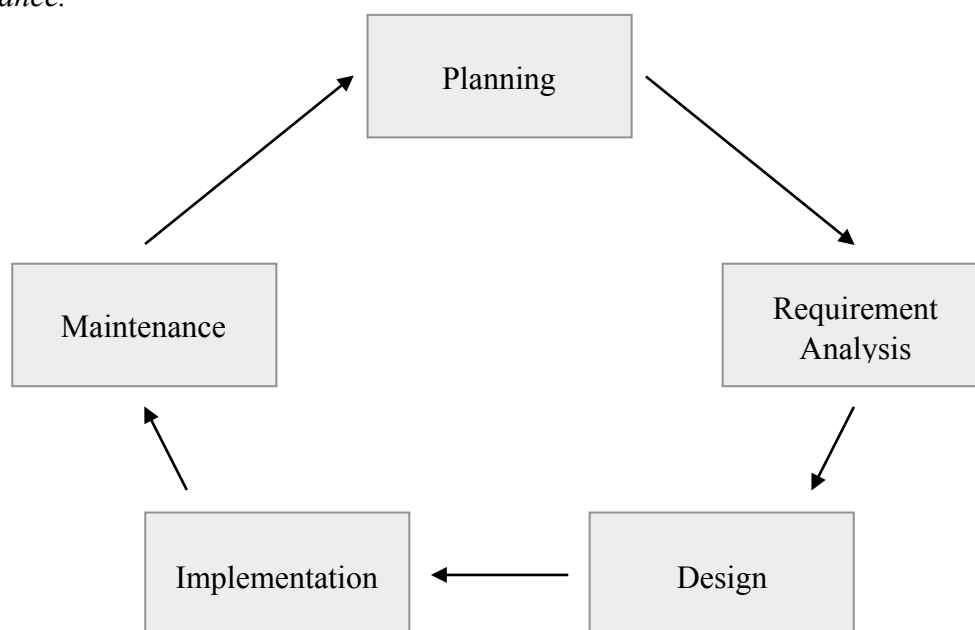 Planning
Maintenance
Requirement
Analysis
Implementation
Design